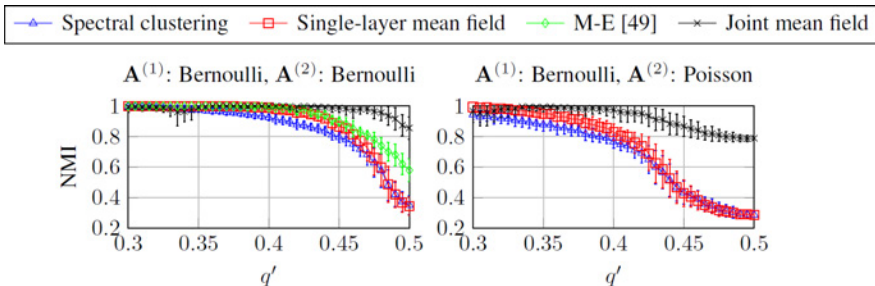 Spectral clustering Single-layer mean field M-E [49] Joint mean field
A(1): Bernoulli, A(2): Bernoulli
A(1): Bernoulli, A(2): Poisson
NMI
1
0.8
0.6
0.4
0.2
0.3 0.35 0.4 0.45 0.5
q′
1
0.8
0.6
0.4
0.2
0.3 0.35 0.4 0.45 0.5
q′